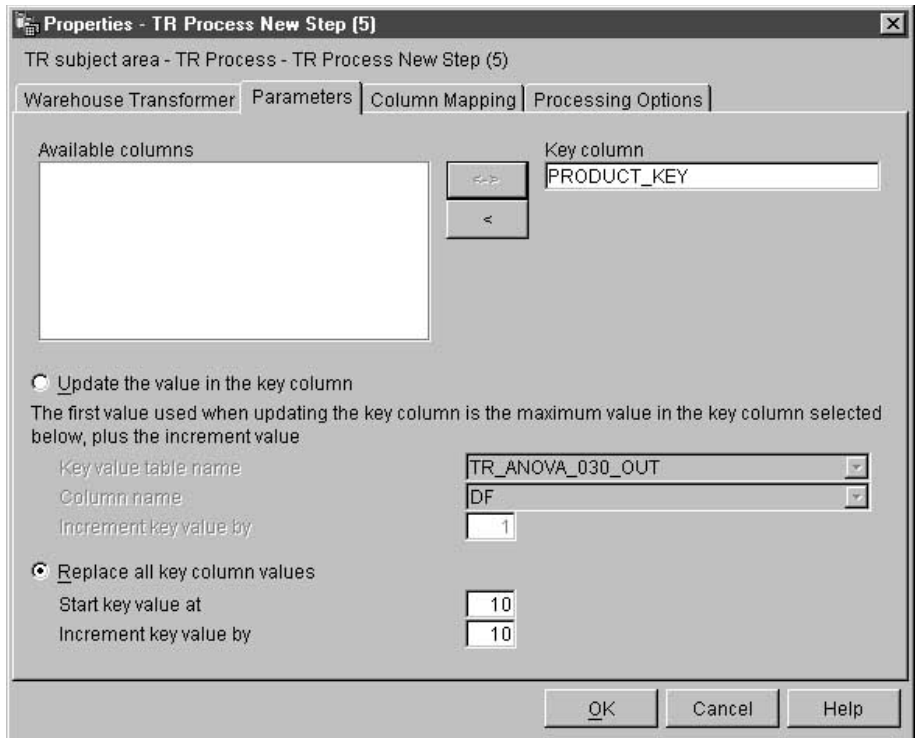 Properties - TR Process New Step (5)
TR subject area - TR Process - TR Process New Step (5)
Warehouse Transformer Parameters Column Mapping Processing Options
Available columns
Key column
<->
PRODUCT_KEY
<
Update the value in the key column
The first value used when updating the key column is the maximum value in the key column selected
below, plus the increment value
Key value table name TR_ANOVA_030_OUT
Column name DF
Increment key value by 1
Replace all key column values
Start key value at 10
Increment key value by 10
OK Cancel Help